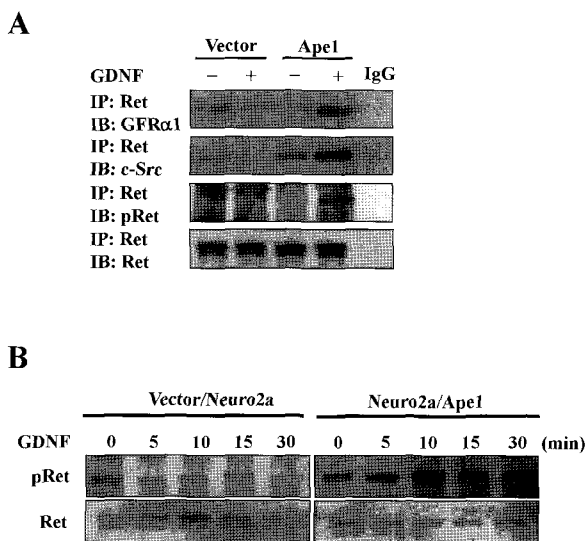 A
Vector Ape1
GDNF − + − + IgG
IP: Ret
IB: GFRα1
IP: Ret
IB: c-Src
IP: Ret
IB: pRet
IP: Ret
IB: Ret
B
Vector/Neuro2a Neuro2a/Ape1
GDNF 0 5 10 15 30 0 5 10 15 30 (min)
pRet
Ret